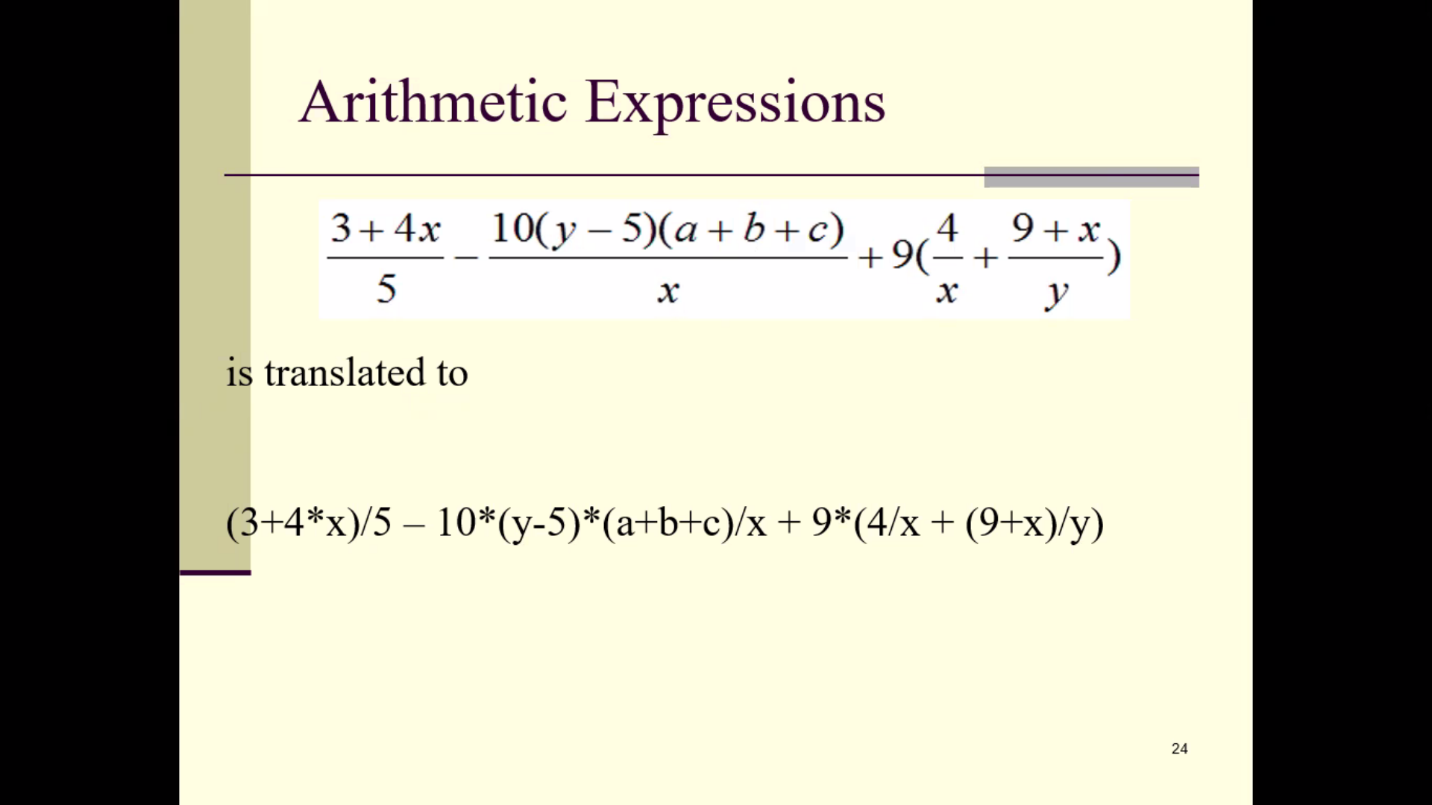 Arithmetic Expressions
3 + 4x / 5 − 10(y − 5)(a + b + c) / x + 9(4 / x + 9 + x / y)
is translated to
(3+4*x)/5 – 10*(y-5)*(a+b+c)/x + 9*(4/x + (9+x)/y)
24